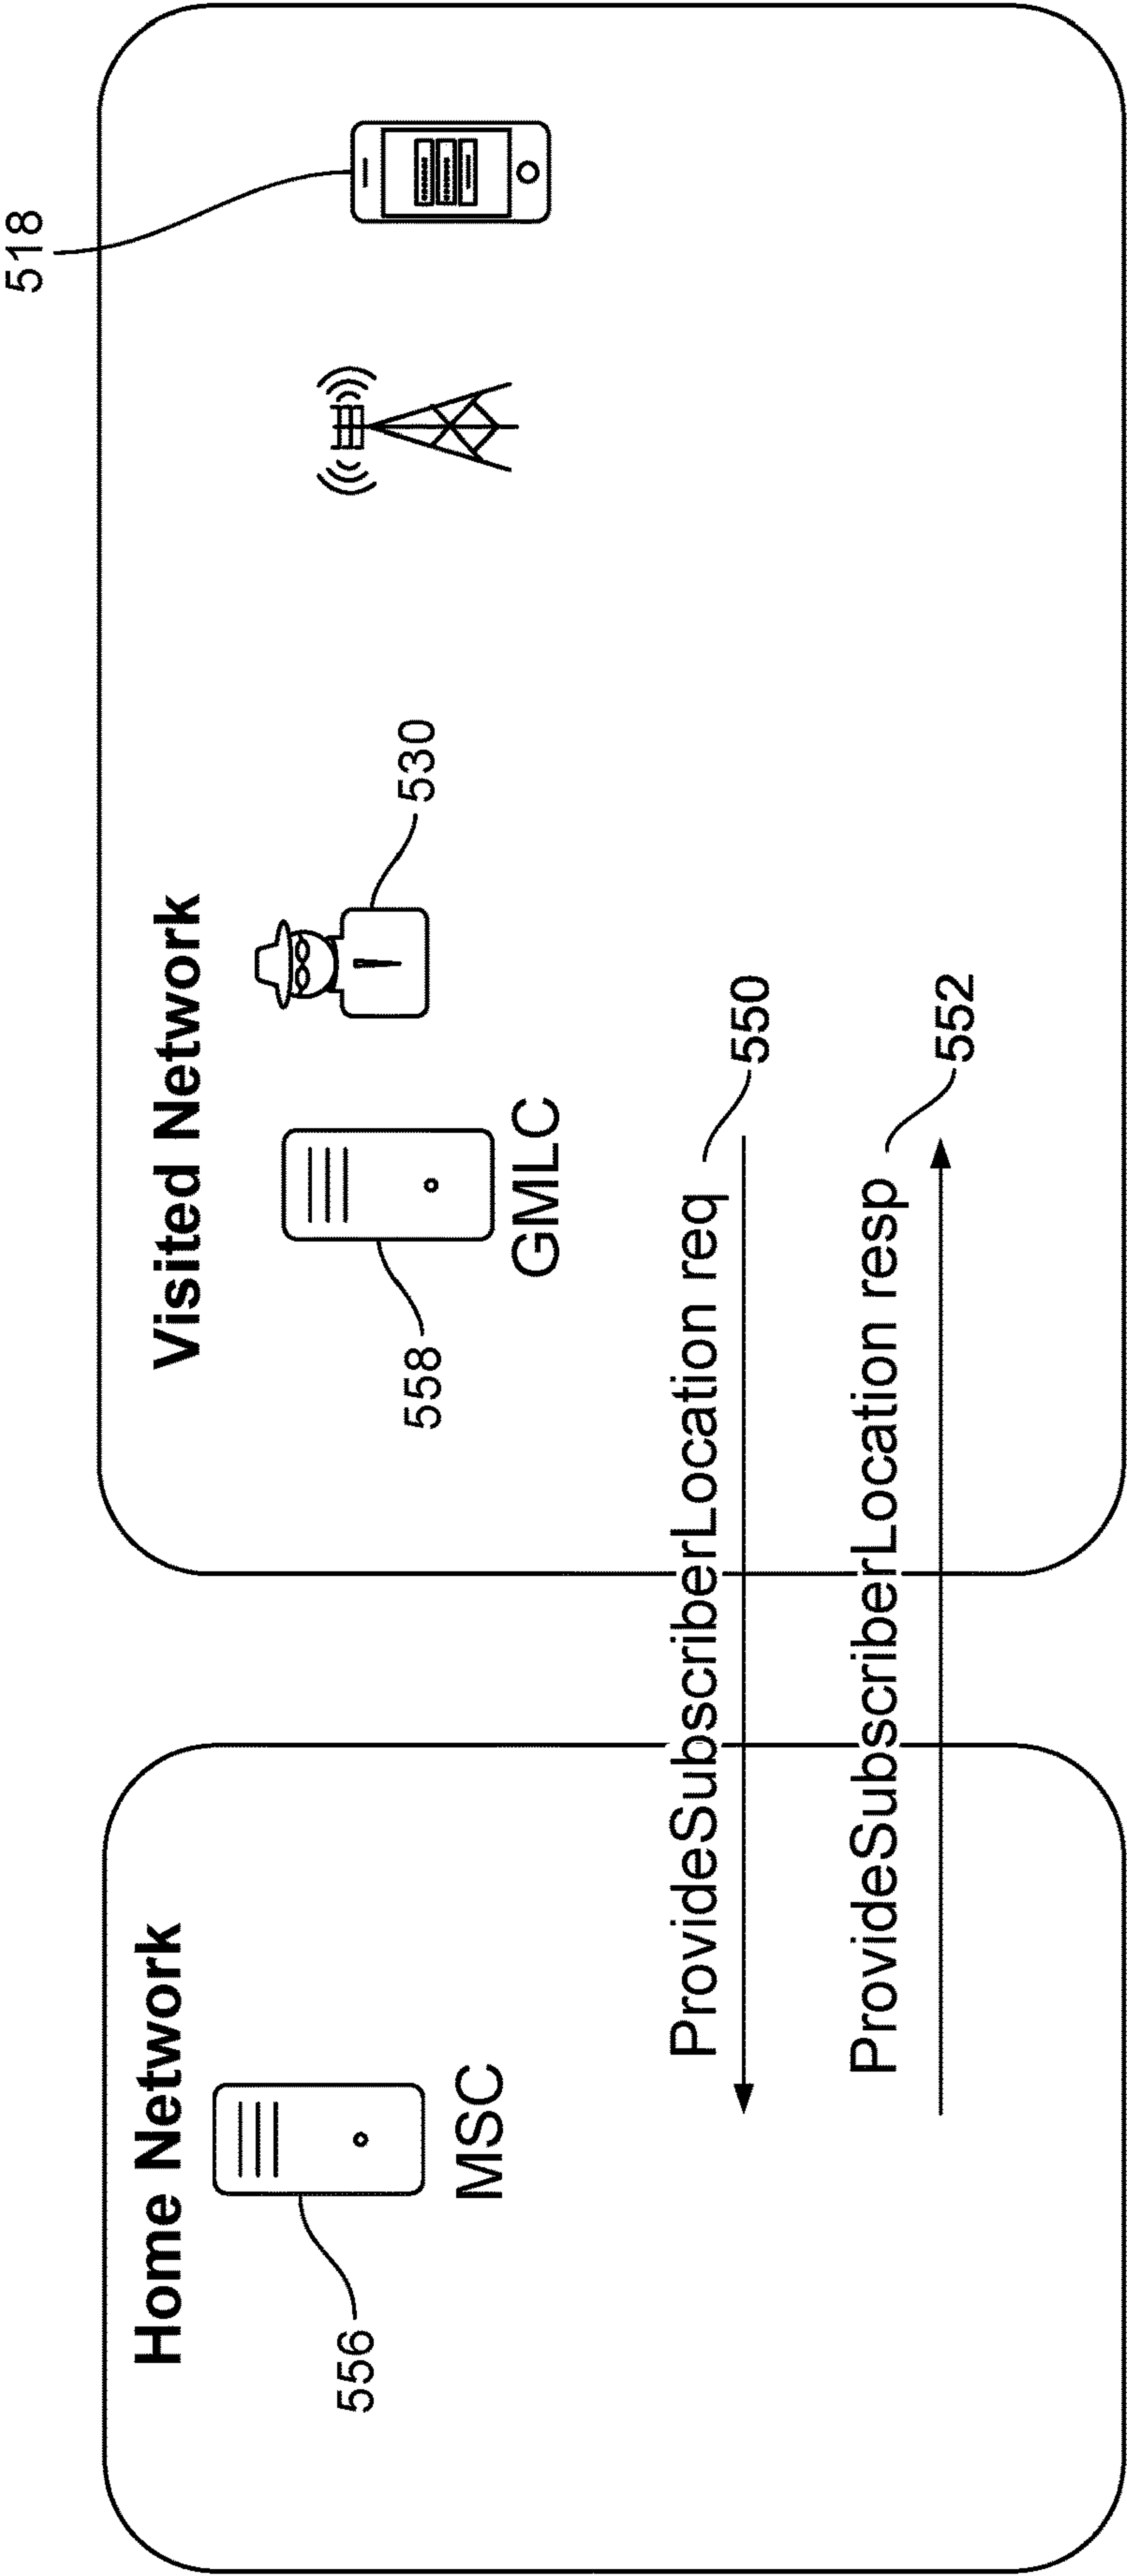 Home Network
556
MSC
Visited Network
558
GMLC
530
518
ProvideSubscriberLocation req
550
ProvideSubscriberLocation resp
552